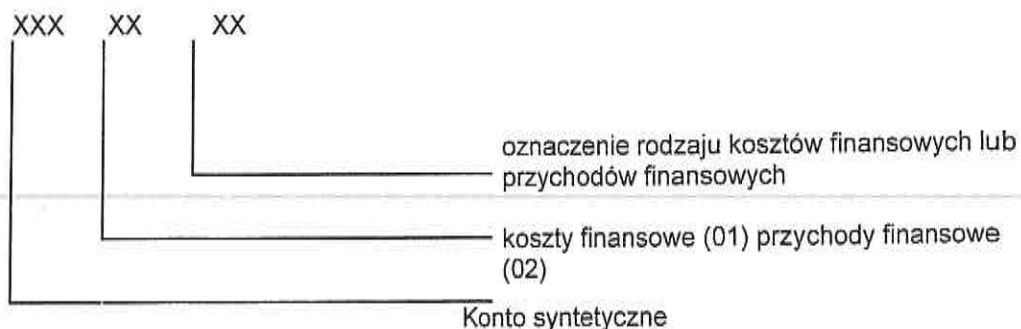 XXX XX XX
oznaczenie rodzaju kosztów finansowych lub
przychodów finansowych
koszty finansowe (01) przychody finansowe
(02)
Konto syntetyczne